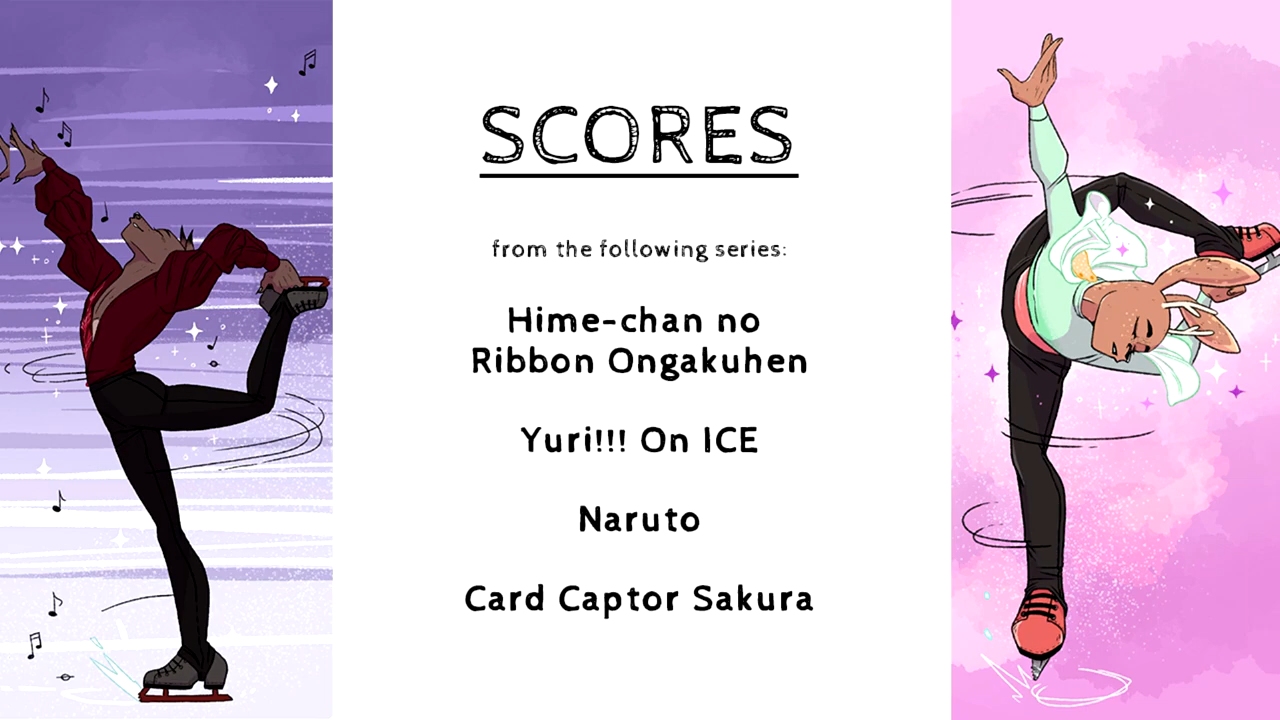 SCORES
from the following series:
Hime-chan no
Ribbon Ongakuhen
Yuri!!! On ICE
Naruto
Card Captor Sakura